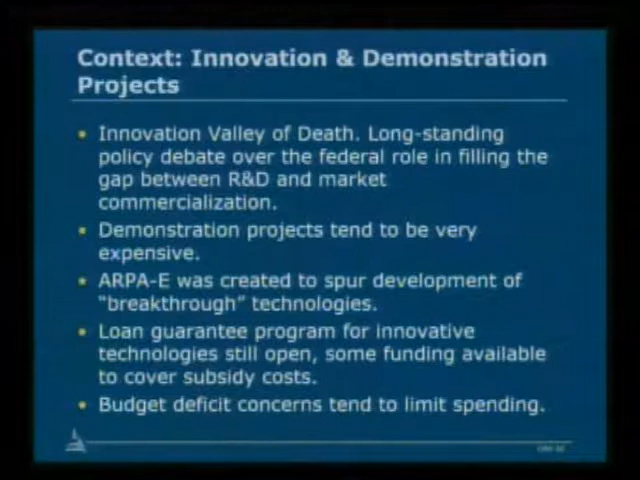 Context: Innovation & Demonstration
Projects
• Innovation Valley of Death. Long-standing
policy debate over the federal role in filling the
gap between R&D and market
commercialization.
• Demonstration projects tend to be very
expensive.
• ARPA-E was created to spur development of
"breakthrough" technologies.
• Loan guarantee program for innovative
technologies still open, some funding available
to cover subsidy costs.
• Budget deficit concerns tend to limit spending.